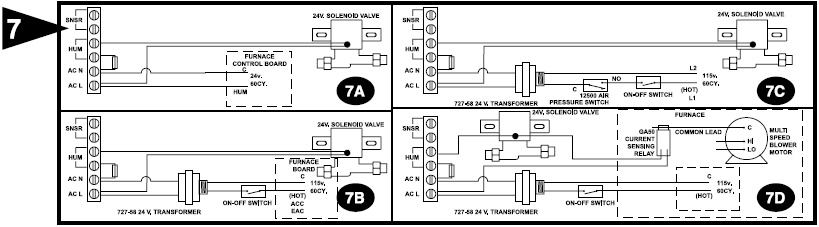 7
24V, SOLENOID VALVE
SNSR
HUM
AC N
AC L
FURNACE
CONTROL BOARD
C
24v.
60CY.
HUM
7A
24V, SOLENOID VALVE
SNSR
HUM
AC N
AC L
L2
115v.
60CY.
(HOT)
L1
NO
C
12500 AIR
PRESSURE SWITCH
ON-OFF SWITCH
727-58 24 V, TRANSFORMER
7C
24V, SOLENOID VALVE
SNSR
HUM
AC N
AC L
FURNACE
BOARD
C
115v.
60CY.
(HOT)
ACC
EAC
ON-OFF SWITCH
727-58 24 V, TRANSFORMER
7B
24V, SOLENOID VALVE
SNSR
HUM
AC N
AC L
FURNACE
GA50
CURRENT
SENSING
RELAY
COMMON LEAD
C
HI
LO
MULTI
SPEED
BLOWER
MOTOR
C
115v,
60CY.
(HOT)
ON-OFF SWITCH
727-58 24 V, TRANSFORMER
7D